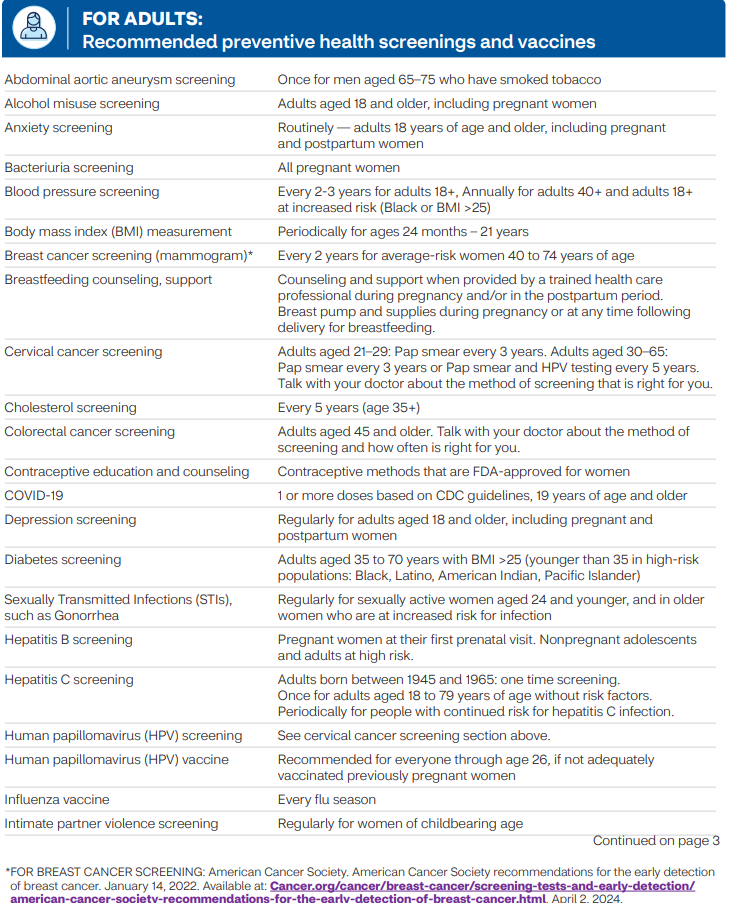 FOR ADULTS:
Recommended preventive health screenings and vaccines
Abdominal aortic aneurysm screening Once for men aged 65–75 who have smoked tobacco
Alcohol misuse screening Adults aged 18 and older, including pregnant women
Anxiety screening Routinely — adults 18 years of age and older, including pregnant
and postpartum women
Bacteriuria screening All pregnant women
Blood pressure screening Every 2-3 years for adults 18+, Annually for adults 40+ and adults 18+
at increased risk (Black or BMI >25)
Body mass index (BMI) measurement Periodically for ages 24 months – 21 years
Breast cancer screening (mammogram)* Every 2 years for average-risk women 40 to 74 years of age
Breastfeeding counseling, support Counseling and support when provided by a trained health care
professional during pregnancy and/or in the postpartum period.
Breast pump and supplies during pregnancy or at any time following
delivery for breastfeeding.
Cervical cancer screening Adults aged 21–29: Pap smear every 3 years. Adults aged 30–65:
Pap smear every 3 years or Pap smear and HPV testing every 5 years.
Talk with your doctor about the method of screening that is right for you.
Cholesterol screening Every 5 years (age 35+)
Colorectal cancer screening Adults aged 45 and older. Talk with your doctor about the method of
screening and how often is right for you.
Contraceptive education and counseling Contraceptive methods that are FDA-approved for women
COVID-19 1 or more doses based on CDC guidelines, 19 years of age and older
Depression screening Regularly for adults aged 18 and older, including pregnant and
postpartum women
Diabetes screening Adults aged 35 to 70 years with BMI >25 (younger than 35 in high-risk
populations: Black, Latino, American Indian, Pacific Islander)
Sexually Transmitted Infections (STIs), Regularly for sexually active women aged 24 and younger, and in older
such as Gonorrhea women who are at increased risk for infection
Hepatitis B screening Pregnant women at their first prenatal visit. Nonpregnant adolescents
and adults at high risk.
Hepatitis C screening Adults born between 1945 and 1965: one time screening.
Once for adults aged 18 to 79 years of age without risk factors.
Periodically for people with continued risk for hepatitis C infection.
Human papillomavirus (HPV) screening See cervical cancer screening section above.
Human papillomavirus (HPV) vaccine Recommended for everyone through age 26, if not adequately
vaccinated previously pregnant women
Influenza vaccine Every flu season
Intimate partner violence screening Regularly for women of childbearing age
Continued on page 3
*FOR BREAST CANCER SCREENING: American Cancer Society. American Cancer Society recommendations for the early detection
of breast cancer. January 14, 2022. Available at: Cancer.org/cancer/breast-cancer/screening-tests-and-early-detection/
american-cancer-society-recommendations-for-the-early-detection-of-breast-cancer.html. April 2, 2024.